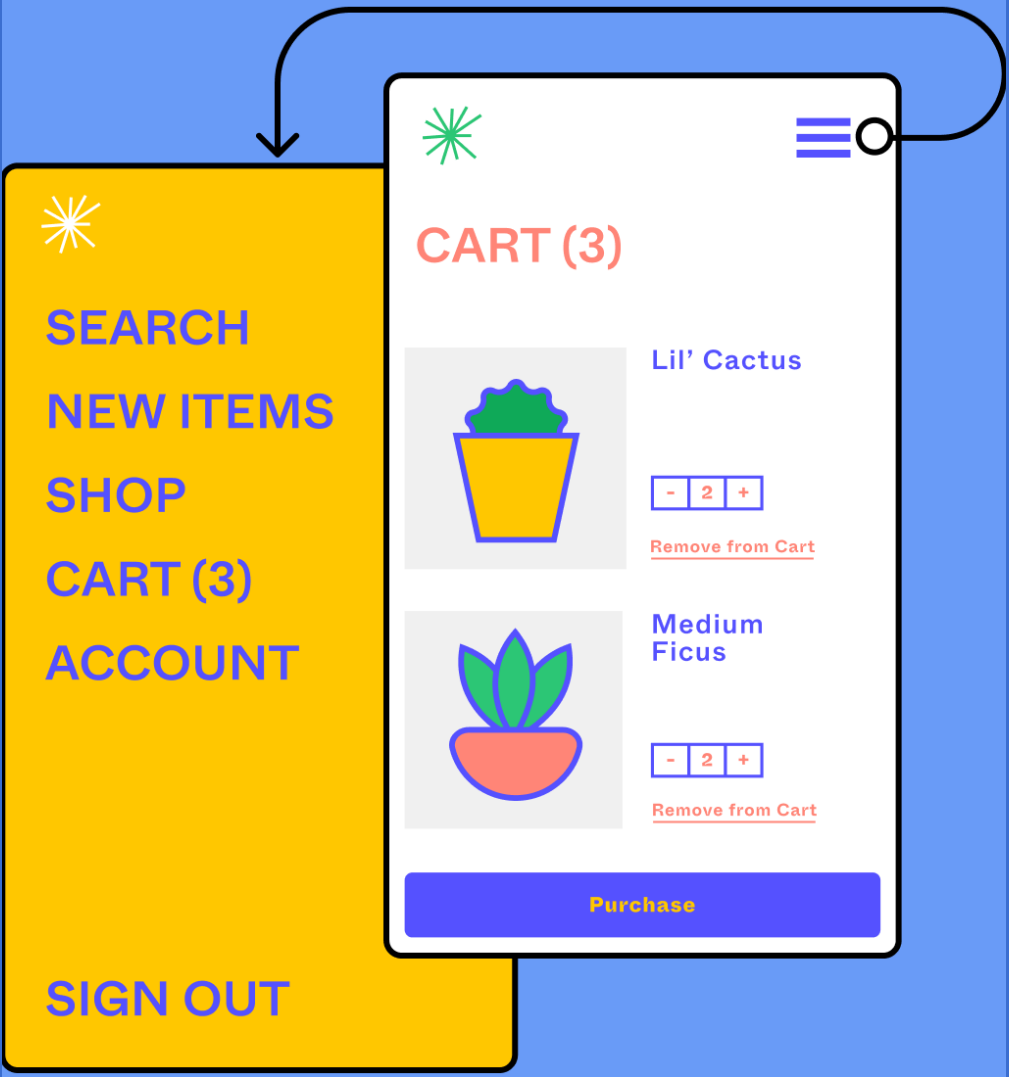 SEARCH
NEW ITEMS
SHOP
CART (3)
ACCOUNT
SIGN OUT
CART (3)
Lil’ Cactus
- 2 +
Remove from Cart
Medium
Ficus
- 2 +
Remove from Cart
Purchase